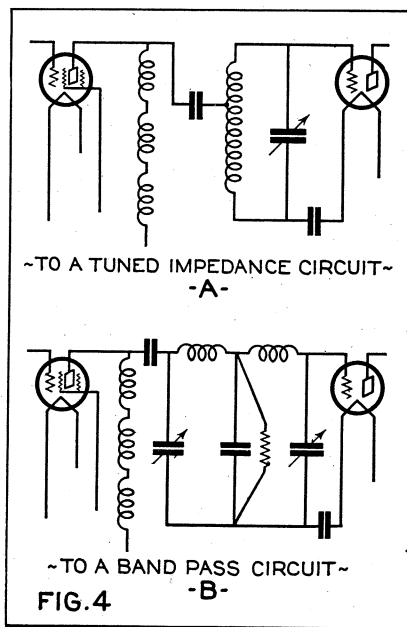 ~TO A TUNED IMPEDANCE CIRCUIT~
-A-
~TO A BAND PASS CIRCUIT~
-B-
FIG.4